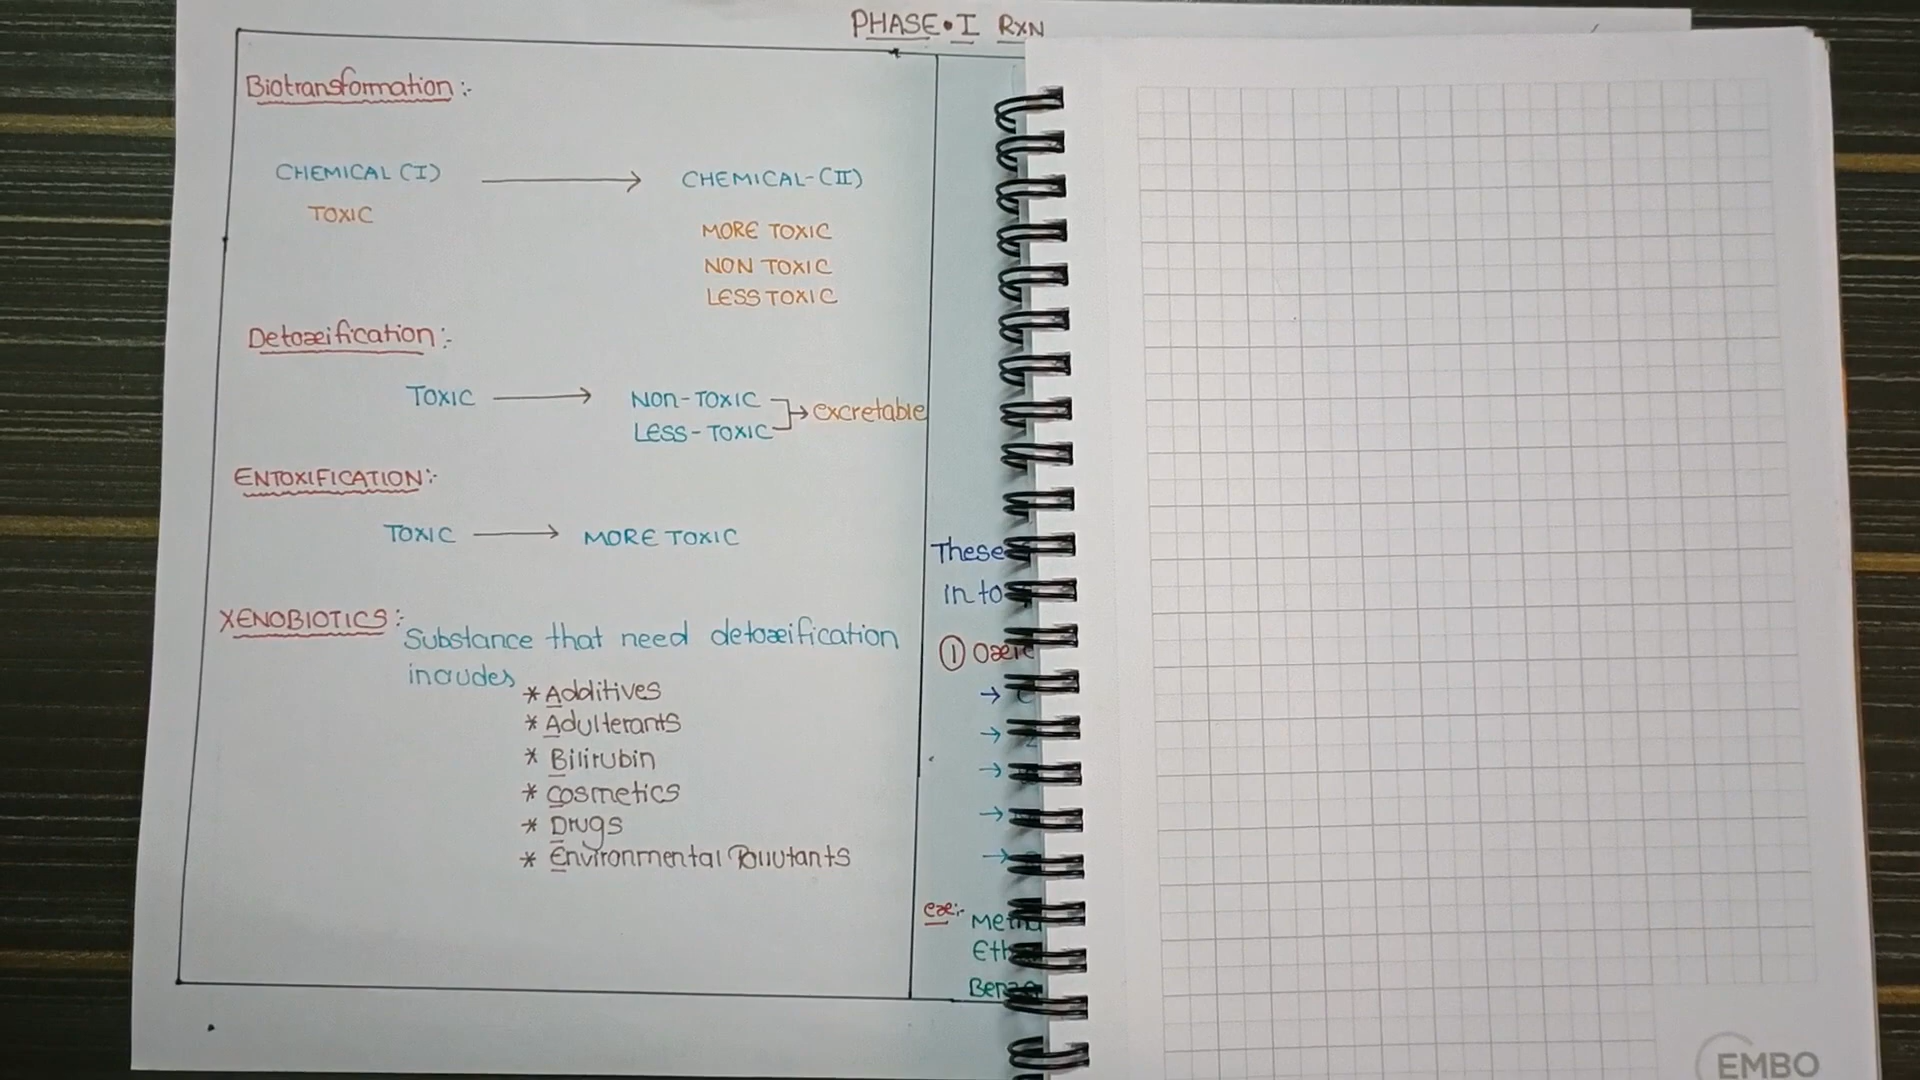 PHASE•I RXN
Biotransformation:-
CHEMICAL (I) → CHEMICAL-(II)
TOXIC
MORE TOXIC
NON TOXIC
LESS TOXIC
Detoxification:-
TOXIC → NON-TOXIC
LESS-TOXIC → excretable
ENTOXIFICATION:-
TOXIC → MORE TOXIC
XENOBIOTICS:-
Substance that need detoxification
incudes
* Additives
* Adulterants
* Bilirubin
* cosmetics
* Drugs
* Environmental Pollutants
These
in to
①
ex:-
EMBO